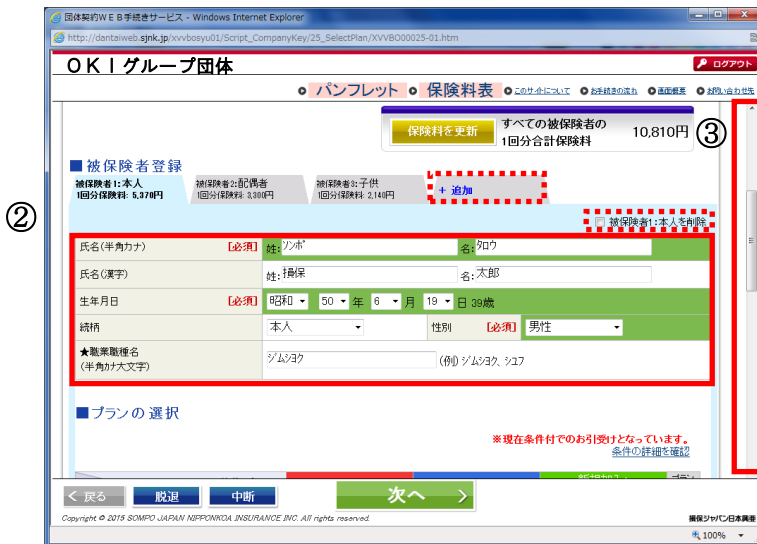 団体契約WEB手続きサービス - Windows Internet Explorer
http://dantaiweb.sjnk.jp/xvvbosyu01/Script_CompanyKey/25_SelectPlan/XVVBO00025-01.htm
OKIグループ団体
ログアウト
パンフレット 保険料表 このサイトについて お手続きの流れ 画面概要 お問い合わせ先
保険料を更新 すべての被保険者の
1回分合計保険料 10,810円 ③
■被保険者登録
被保険者1:本人 被保険者2:配偶者 被保険者3:子供
1回分保険料: 5,370円 1回分保険料: 3,300円 1回分保険料: 2,140円
+ 追加
②
被保険者1:本人を削除
氏名(半角カナ) 【必須】 姓: ソンポ 名: タロウ
氏名(漢字) 姓: 損保 名: 太郎
生年月日 【必須】 昭和 50 年 6 月 19 日 39歳
続柄 本人 性別 【必須】 男性
★職業職種名
(半角カナ大文字) ジムショク (例) ジムショク、シュフ
■プランの選択
※現在条件付でのお引受けとなっています。
条件の詳細を確認
< 戻る 脱退 中断 次へ >
Copyright © 2015 SOMPO JAPAN NIPPONKOA INSURANCE INC. All rights reserved.
損保ジャパン日本興亜
100%